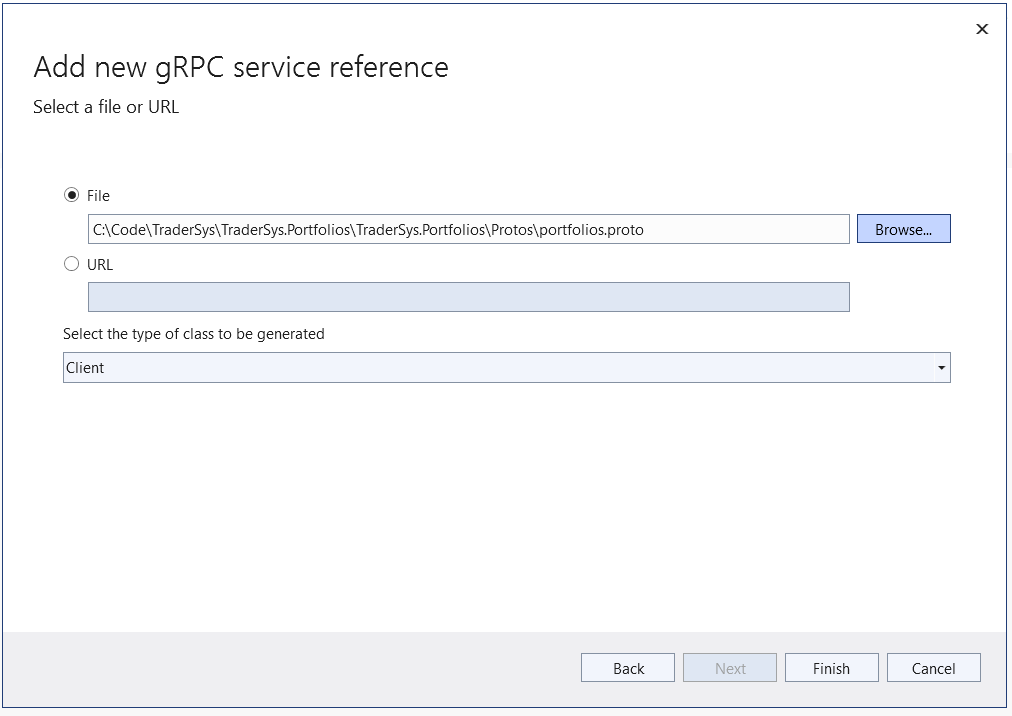 Add new gRPC service reference
Select a file or URL
File
C:\Code\TraderSys\TraderSys.Portfolios\TraderSys.Portfolios\Protos\portfolios.proto
Browse...
URL
Select the type of class to be generated
Client
Back
Next
Finish
Cancel